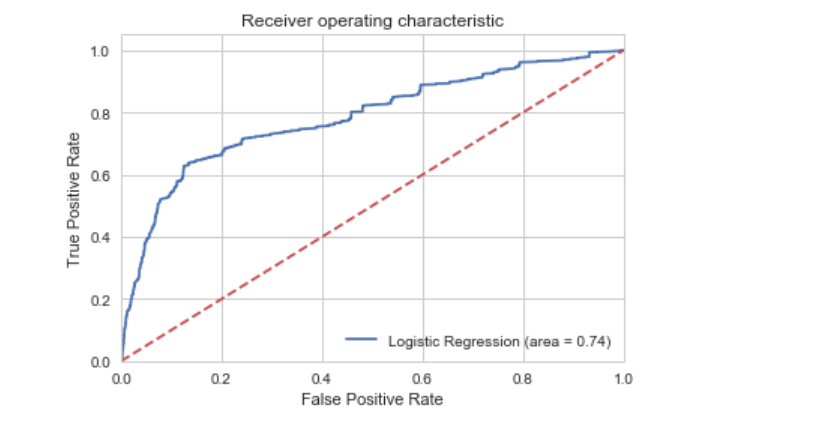 Receiver operating characteristic
1.0
0.8
0.6
0.4
0.2
0.0
True Positive Rate
Logistic Regression (area = 0.74)
0.0 0.2 0.4 0.6 0.8 1.0
False Positive Rate